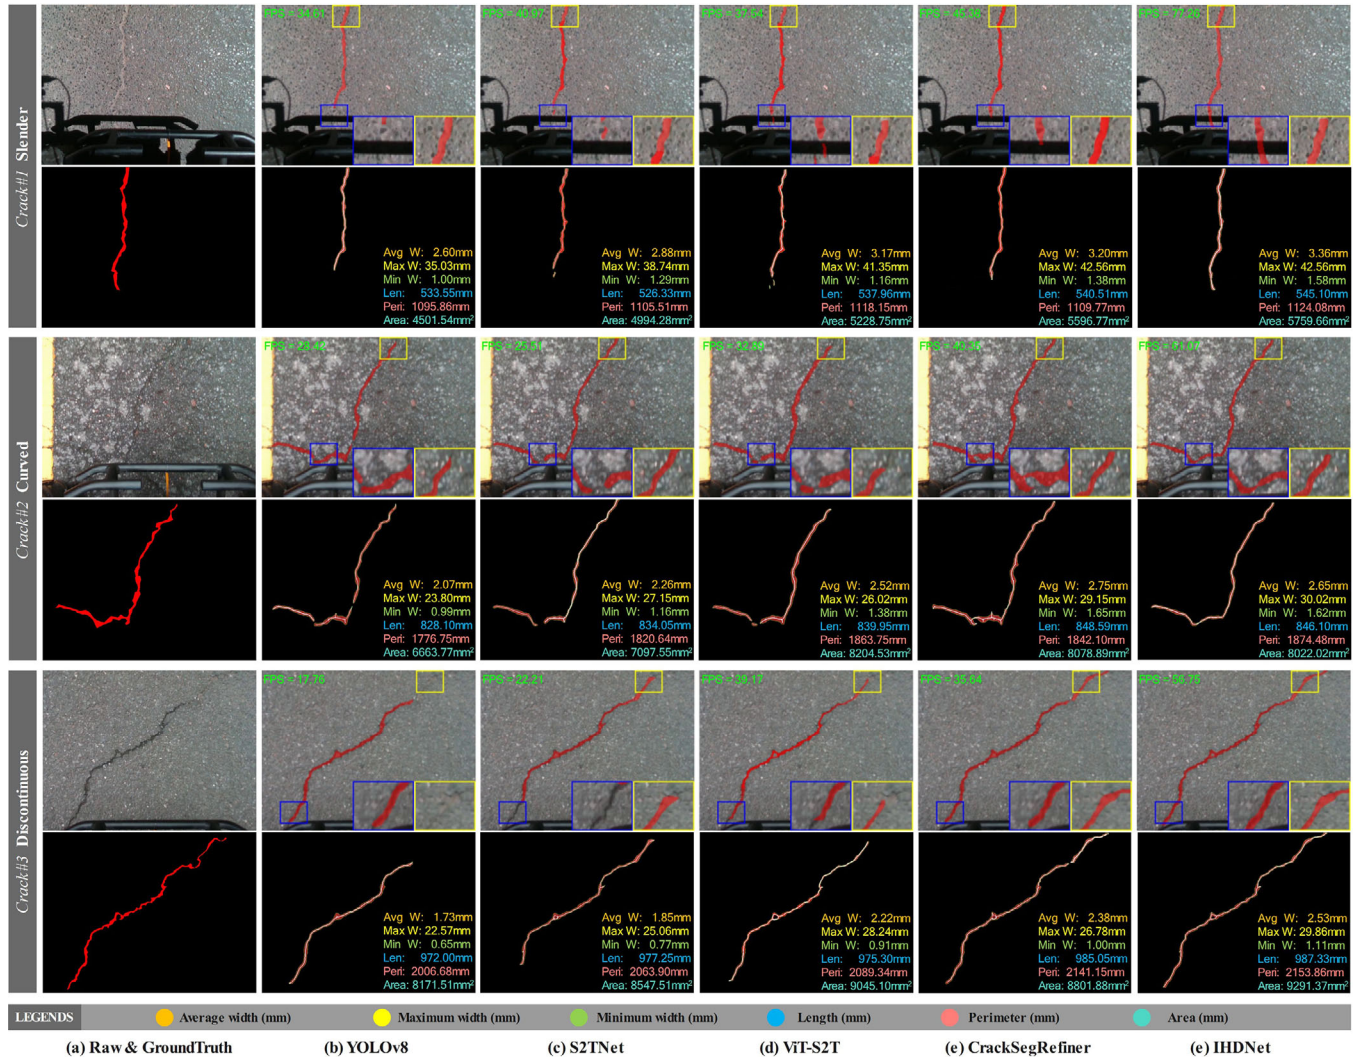 Crack#1 Slender
FPS = 40.97
FPS = 37.64
Avg W: 2.60mm
Max W: 35.03mm
Min W: 1.00mm
Len: 533.55mm
Peri: 1095.86mm
Area: 4501.54mm²
Avg W: 2.88mm
Max W: 38.74mm
Min W: 1.29mm
Len: 526.33mm
Peri: 1105.51mm
Area: 4994.28mm²
Avg W: 3.17mm
Max W: 41.35mm
Min W: 1.16mm
Len: 537.96mm
Peri: 1118.15mm
Area: 5228.75mm²
Avg W: 3.20mm
Max W: 42.56mm
Min W: 1.38mm
Len: 540.51mm
Peri: 1109.77mm
Area: 5596.77mm²
Avg W: 3.36mm
Max W: 42.56mm
Min W: 1.58mm
Len: 545.10mm
Peri: 1124.08mm
Area: 5759.66mm²
Crack#2 Curved
Avg W: 2.07mm
Max W: 23.80mm
Min W: 0.99mm
Len: 828.10mm
Peri: 1776.75mm
Area: 6663.77mm²
Avg W: 2.26mm
Max W: 27.15mm
Min W: 1.16mm
Len: 834.05mm
Peri: 1820.64mm
Area: 7097.55mm²
Avg W: 2.52mm
Max W: 26.02mm
Min W: 1.38mm
Len: 839.95mm
Peri: 1863.75mm
Area: 8204.53mm²
Avg W: 2.75mm
Max W: 29.15mm
Min W: 1.65mm
Len: 848.59mm
Peri: 1842.10mm
Area: 8078.89mm²
Avg W: 2.65mm
Max W: 30.02mm
Min W: 1.62mm
Len: 846.10mm
Peri: 1874.48mm
Area: 8022.02mm²
Crack#3 Discontinuous
FPS = 17.76
FPS = 22.21
FPS = 39.17
FPS = 35.64
FPS = 56.75
Avg W: 1.73mm
Max W: 22.57mm
Min W: 0.65mm
Len: 972.00mm
Peri: 2006.68mm
Area: 8171.51mm²
Avg W: 1.85mm
Max W: 25.06mm
Min W: 0.77mm
Len: 977.25mm
Peri: 2063.90mm
Area: 8547.51mm²
Avg W: 2.22mm
Max W: 28.24mm
Min W: 0.91mm
Len: 975.30mm
Peri: 2089.34mm
Area: 9045.10mm²
Avg W: 2.38mm
Max W: 26.78mm
Min W: 1.00mm
Len: 985.05mm
Peri: 2141.15mm
Area: 8801.88mm²
Avg W: 2.53mm
Max W: 29.86mm
Min W: 1.11mm
Len: 987.33mm
Peri: 2153.86mm
Area: 9291.37mm²
LEGENDS Average width (mm) Maximum width (mm) Minimum width (mm) Length (mm) Perimeter (mm) Area (mm)
(a) Raw & GroundTruth (b) YOLOv8 (c) S2TNet (d) ViT-S2T (e) CrackSegRefiner (e) IHDNet